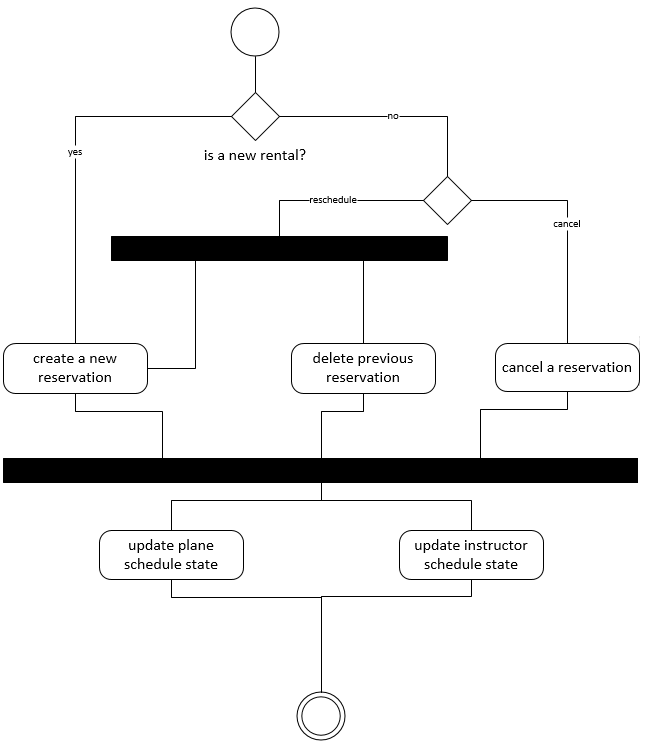 no
yes
is a new rental?
reschedule
cancel
create a new
reservation
delete previous
reservation
cancel a reservation
update plane
schedule state
update instructor
schedule state